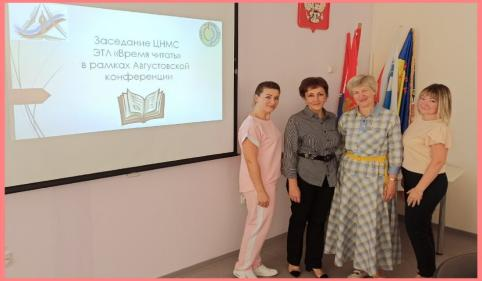 Заседание ЦНМС
ЭТЛ «Время читать»
в рамках Августовской
конференции